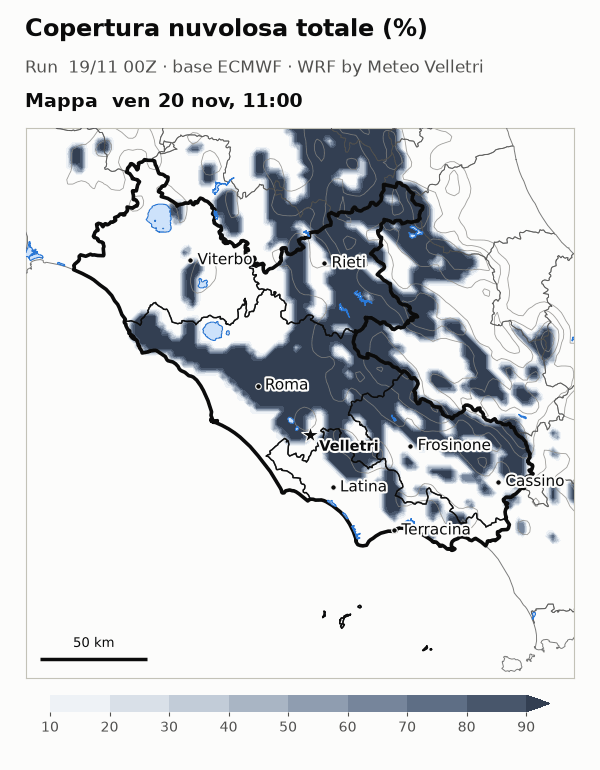 Copertura nuvolosa totale (%)
Run  19/11 00Z · base ECMWF · WRF by Meteo Velletri
Mappa  ven 20 nov, 11:00
Viterbo
Rieti
Roma
Velletri
Frosinone
Cassino
Latina
Terracina
50 km
10 20 30 40 50 60 70 80 90